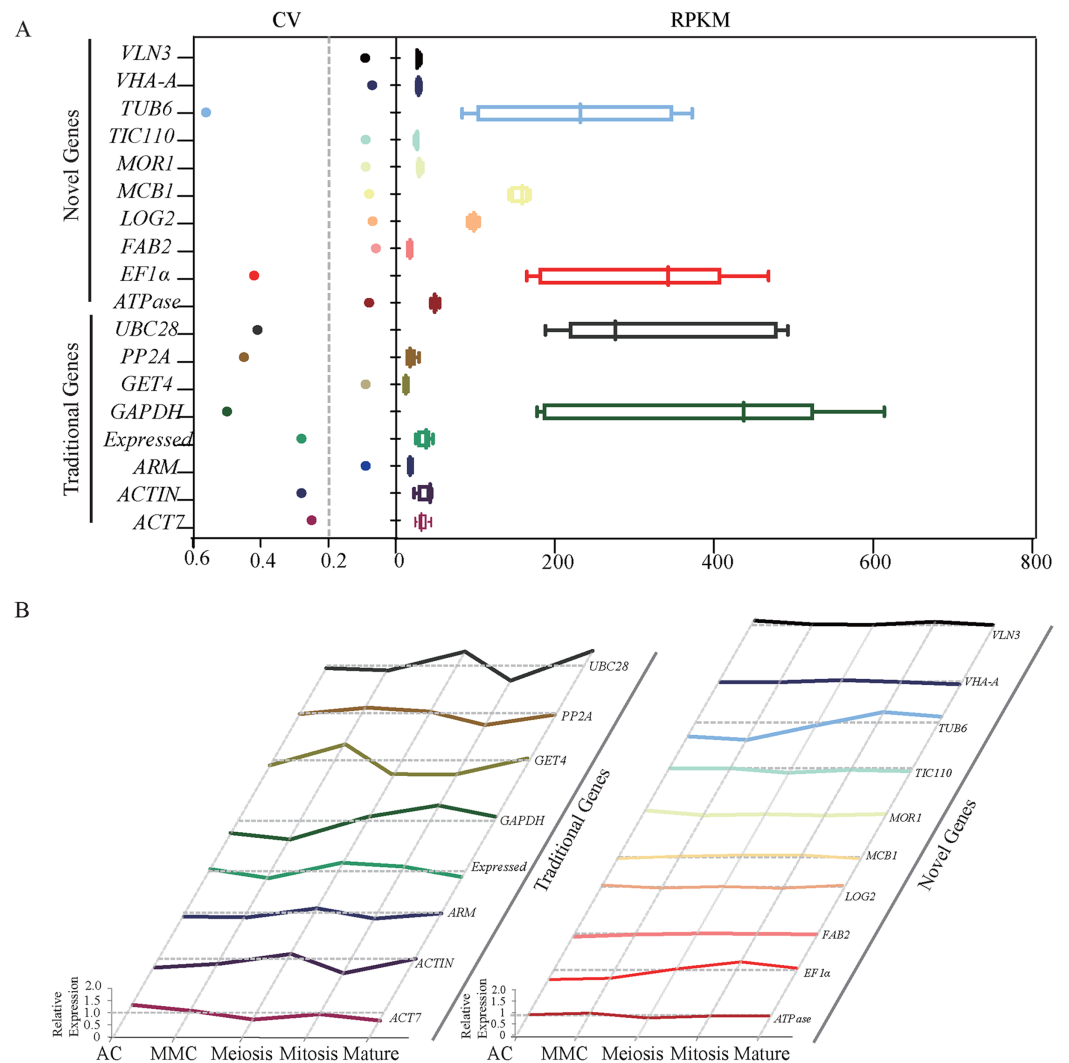 A
CV RPKM
Novel Genes
VLN3
VHA-A
TUB6
TIC110
MOR1
MCB1
LOG2
FAB2
EF1α
ATPase
Traditional Genes
UBC28
PP2A
GET4
GAPDH
Expressed
ARM
ACTIN
ACT7
0.6 0.4 0.2 0 200 400 600 800
B
UBC28
PP2A
GET4
GAPDH
Expressed
ARM
ACTIN
ACT7
Traditional Genes
Relative
Expression
2.0
1.0
0.5
0
AC MMC Meiosis Mitosis Mature
VLN3
VHA-A
TUB6
TIC110
MOR1
MCB1
LOG2
FAB2
EF1α
ATPase
Novel Genes
Relative
Expression
2.0
1.0
0.5
0
AC MMC Meiosis Mitosis Mature